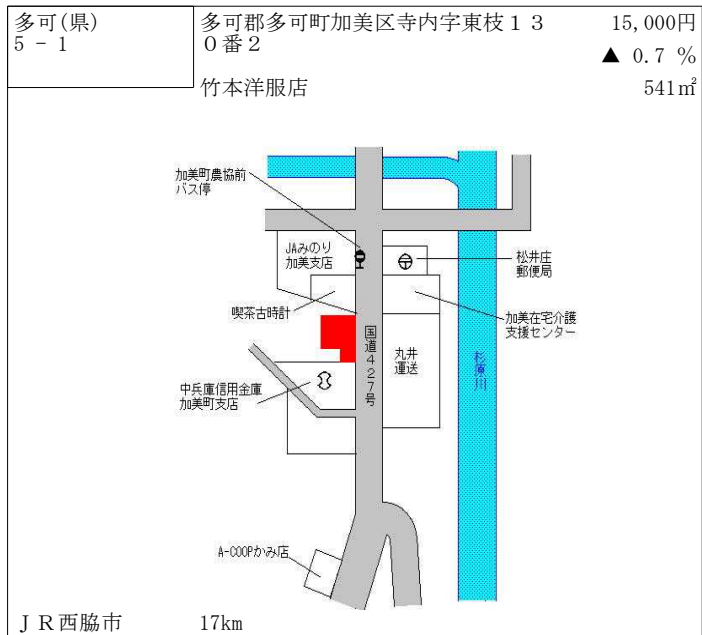 多可(県)
5 - 1
多可郡多可町加美区寺内字東枝１３
０番２
竹本洋服店
15,000円
▲ 0.7 %
541㎡
加美町農協前
バス停
JAみのり
加美支店
松井庄
郵便局
喫茶古時計
加美在宅介護
支援センター
国道４２７号
丸井
運送
杉原川
中兵庫信用金庫
加美町支店
A-COOPかみ店
ＪＲ西脇市
17km